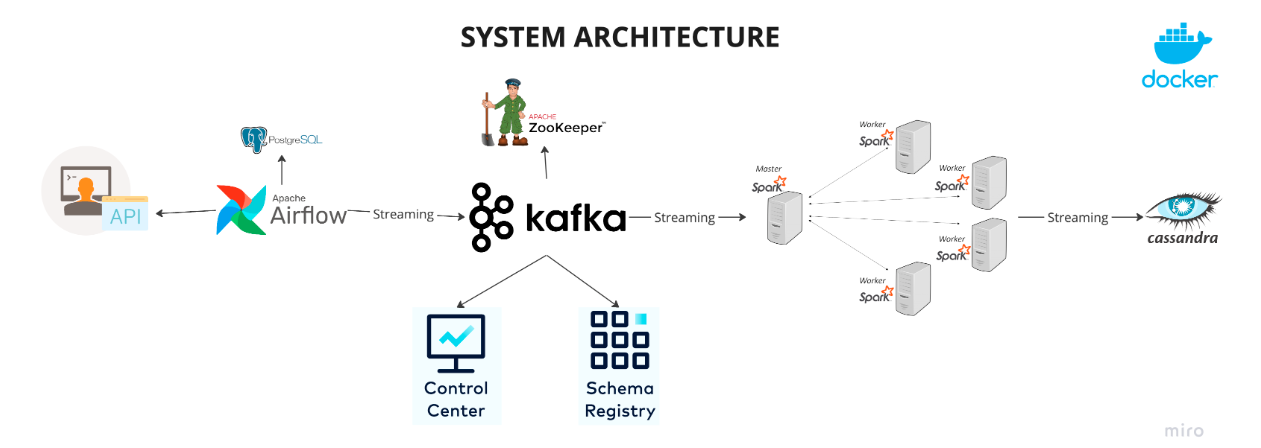 SYSTEM ARCHITECTURE
docker
APACHE
ZooKeeper™
PostgreSQL
>_
API
Apache
Airflow
Streaming
kafka
Streaming
Master
Spark
Worker
Spark
Worker
Spark
Worker
Spark
Worker
Spark
Streaming
cassandra
Control
Center
Schema
Registry
miro